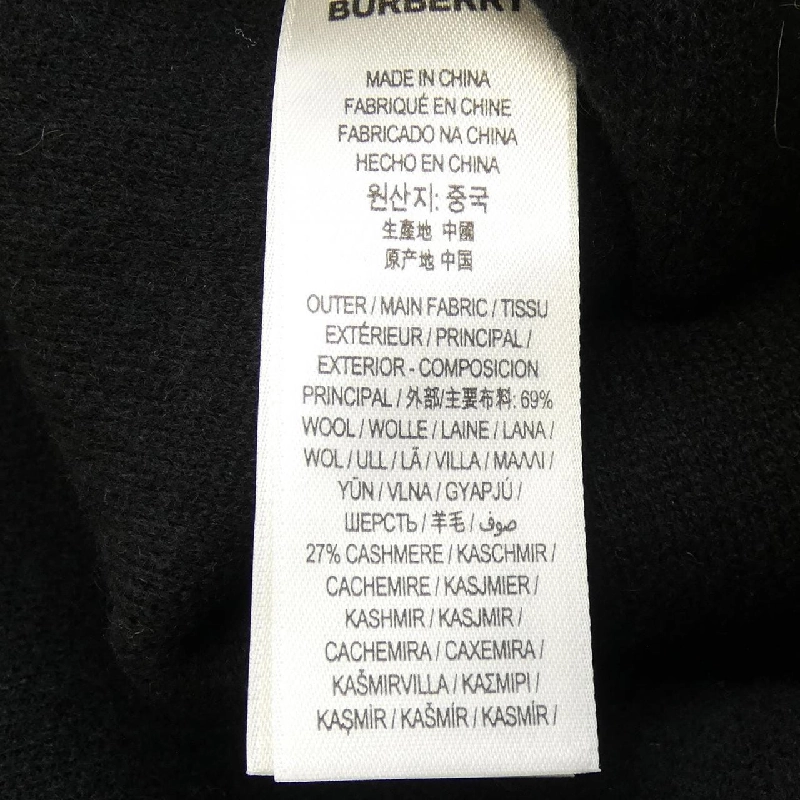 BURBERRY
MADE IN CHINA
FABRIQUÉ EN CHINE
FABRICADO NA CHINA
HECHO EN CHINA
원산지: 중국
生產地 中國
原产地 中国
OUTER / MAIN FABRIC / TISSU
EXTÉRIEUR / PRINCIPAL /
EXTERIOR - COMPOSICION
PRINCIPAL / 外部/主要布料: 69%
WOOL / WOLLE / LAINE / LANA /
WOL / ULL / LÃ / VILLA / ΜΑΛΛΙ /
YÜN / VLNA / GYAPJÚ /
ШЕРСТЬ / 羊毛 / صوف
27% CASHMERE / KASCHMIR /
CACHEMIRE / KASJMIER /
KASHMIR / KASJMIR /
CACHEMIRA / CAXEMIRA /
KAŠMIRVILLA / ΚΑΣΜΙΡΙ /
KAŞMİR / KAŠMÍR / KASMÍR /